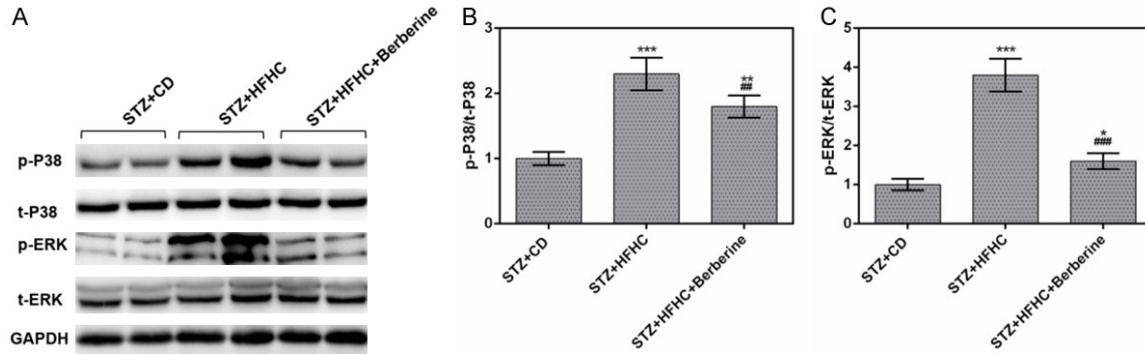 A
STZ+CD
STZ+HFHC
STZ+HFHC+Berberine
p-P38
t-P38
p-ERK
t-ERK
GAPDH
B
p-P38/t-P38
3
2
1
0
***
**
##
STZ+CD
STZ+HFHC
STZ+HFHC+Berberine
C
p-ERK/t-ERK
5
4
3
2
1
0
***
*
###
STZ+CD
STZ+HFHC
STZ+HFHC+Berberine